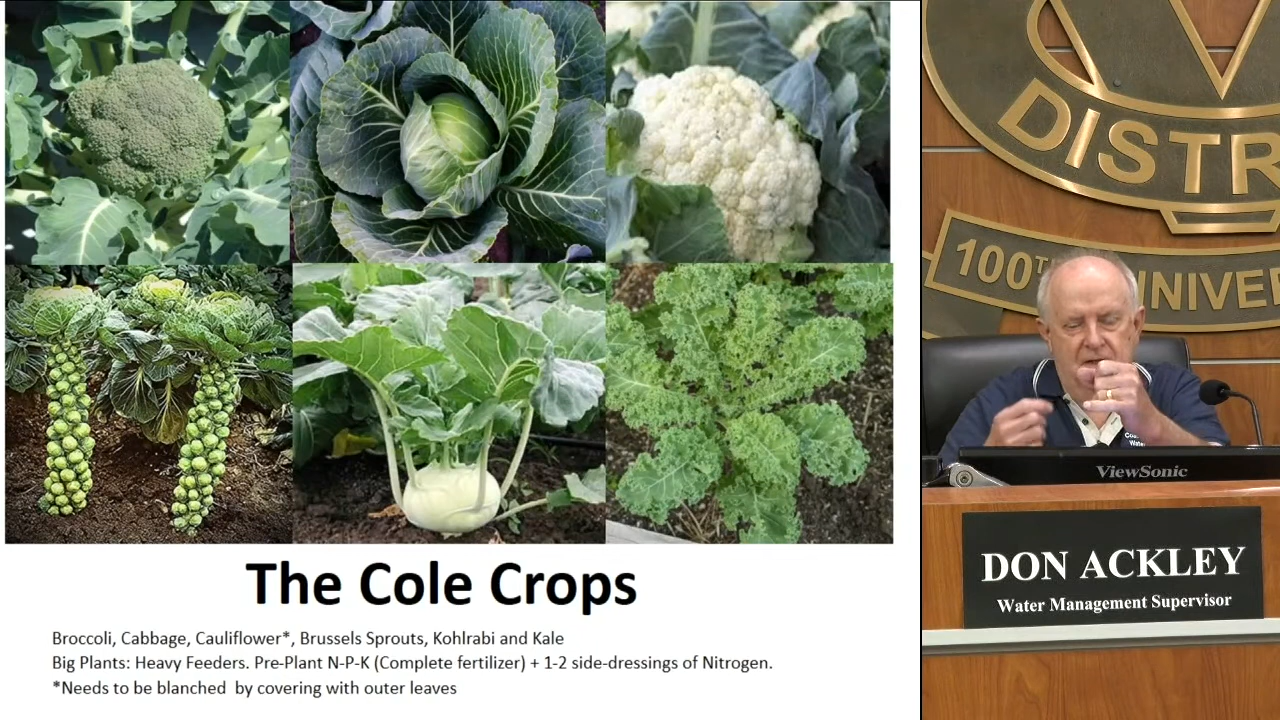 The Cole Crops
Broccoli, Cabbage, Cauliflower*, Brussels Sprouts, Kohlrabi and Kale
Big Plants: Heavy Feeders. Pre-Plant N-P-K (Complete fertilizer) + 1-2 side-dressings of Nitrogen.
*Needs to be blanched by covering with outer leaves
DISTR
100TH
NIVE
ViewSonic
DON ACKLEY
Water Management Supervisor